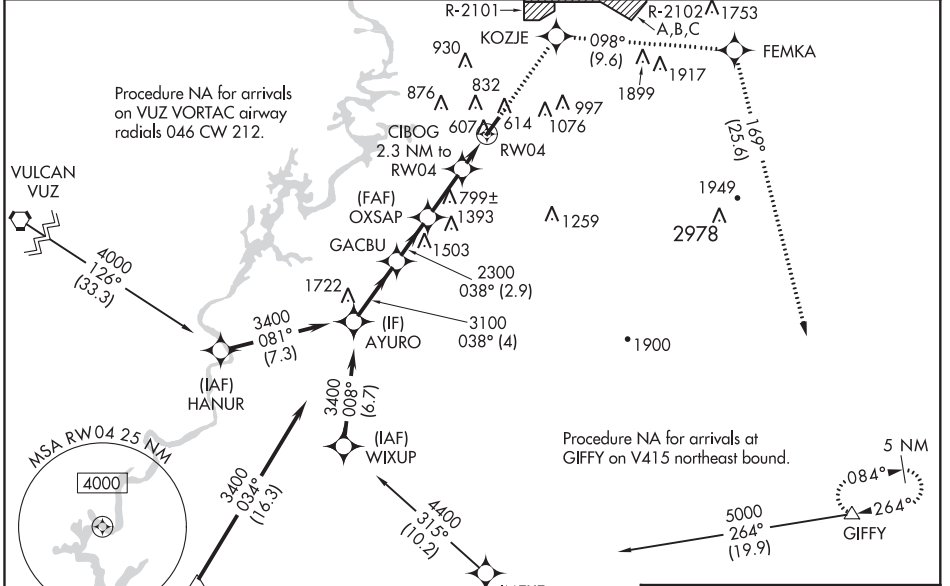 R-2101
R-2102
A,B,C
1753
KOZJE
098°
(9.6)
FEMKA
930
1899
1917
Procedure NA for arrivals
on VUZ VORTAC airway
radials 046 CW 212.
876
832
997
1076
607
614
CIBOG
2.3 NM to
RW04
RW04
169°
(25.6)
VULCAN
VUZ
(FAF)
OXSAP
799±
1393
1259
1949
2978
GACBU
1503
4000
126°
(33.3)
2300
038° (2.9)
1722
3400
081°
(7.3)
(IF)
AYURO
3100
038° (4)
1900
(IAF)
HANUR
3400
008°
(6.7)
(IAF)
WIXUP
Procedure NA for arrivals at
GIFFY on V415 northeast bound.
5 NM
084°
264°
GIFFY
MSA RW04 25 NM
4000
3400
034°
(16.3)
4400
315°
(10.2)
5000
264°
(19.9)